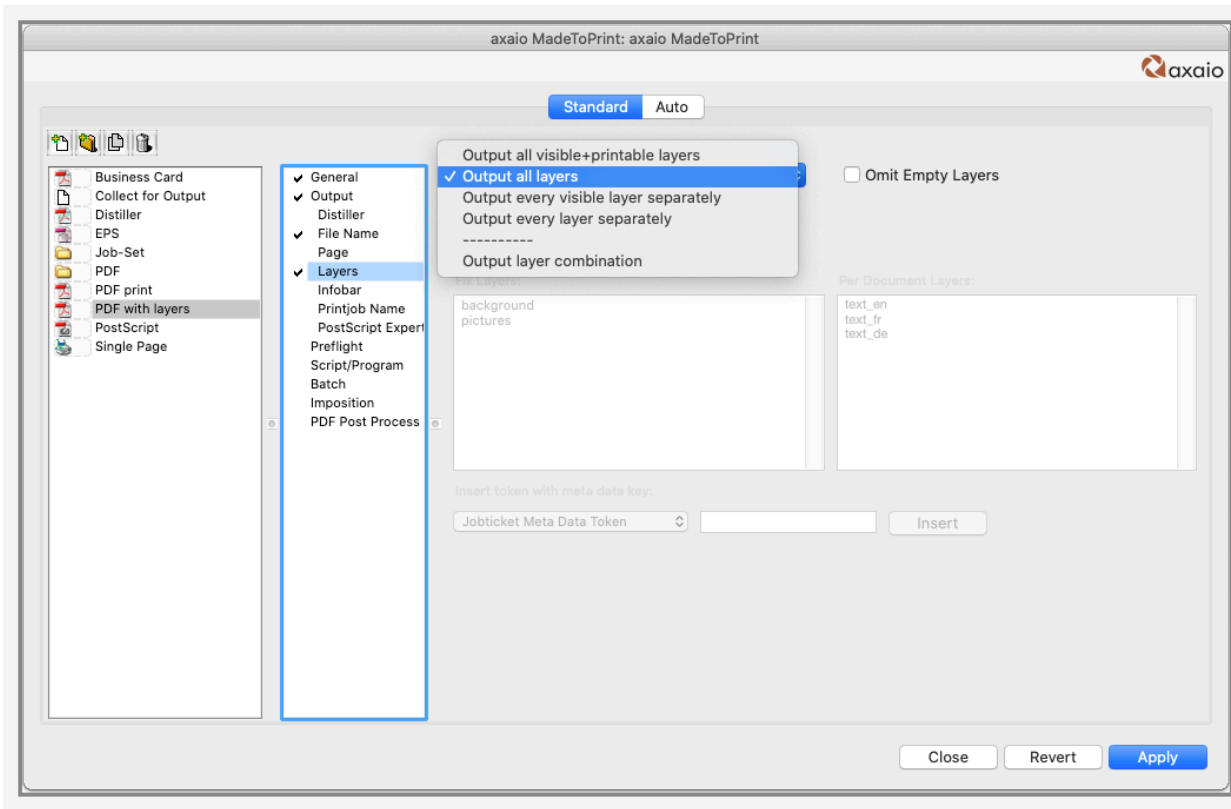 axaio MadeToPrint: axaio MadeToPrint
axaio
Standard
Auto
Business Card
Collect for Output
Distiller
EPS
Job-Set
PDF
PDF print
PDF with layers
PostScript
Single Page
General
Output
Distiller
File Name
Page
Layers
Infobar
Printjob Name
PostScript Expert
Preflight
Script/Program
Batch
Imposition
PDF Post Process
Output all visible+printable layers
Output all layers
Output every visible layer separately
Output every layer separately
----------
Output layer combination
Omit Empty Layers
Fix Layers:
background
pictures
Per Document Layers:
text_en
text_fr
text_de
Insert token with meta data key:
Jobticket Meta Data Token
Insert
Close
Revert
Apply